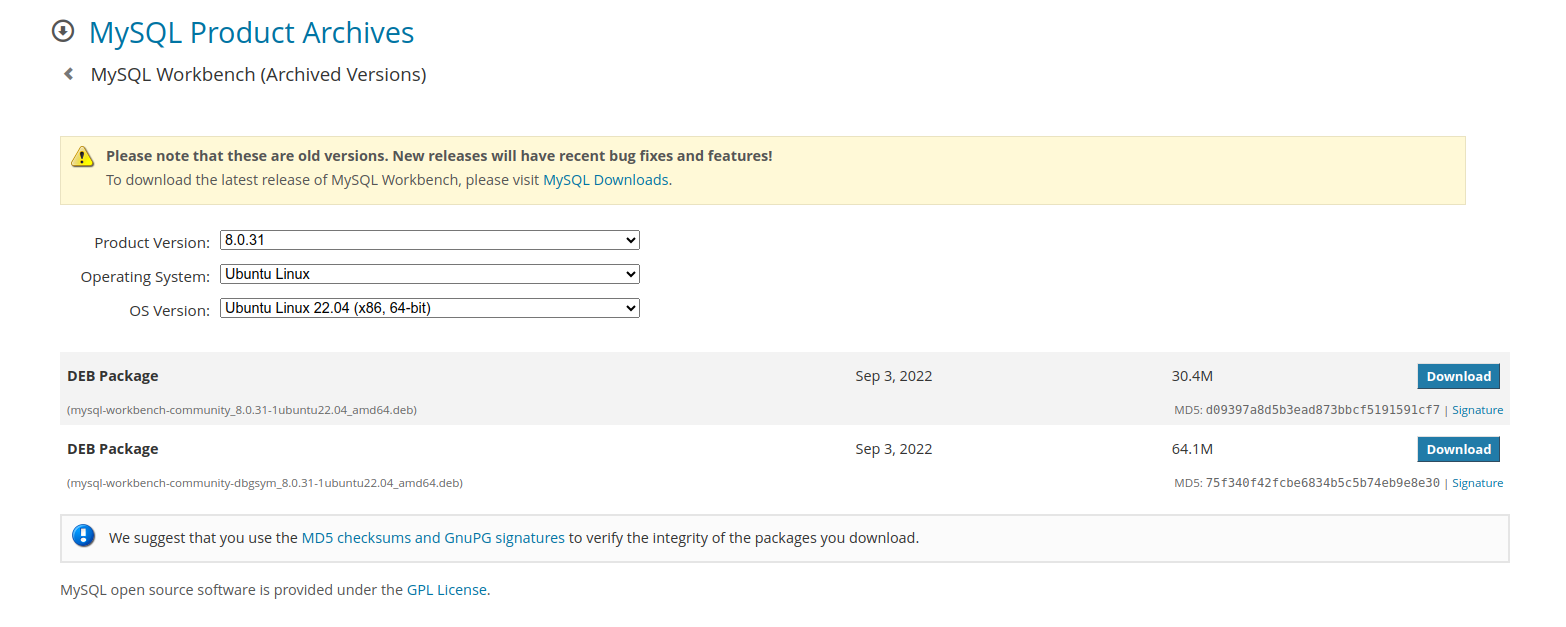 MySQL Product Archives
MySQL Workbench (Archived Versions)
Please note that these are old versions. New releases will have recent bug fixes and features!
To download the latest release of MySQL Workbench, please visit MySQL Downloads.
Product Version: 8.0.31
Operating System: Ubuntu Linux
OS Version: Ubuntu Linux 22.04 (x86, 64-bit)
DEB Package Sep 3, 2022 30.4M Download
(mysql-workbench-community_8.0.31-1ubuntu22.04_amd64.deb) MD5: d09397a8d5b3ead873bbcf5191591cf7 | Signature
DEB Package Sep 3, 2022 64.1M Download
(mysql-workbench-community-dbgsym_8.0.31-1ubuntu22.04_amd64.deb) MD5: 75f340f42fcbe6834b5c5b74eb9e8e30 | Signature
We suggest that you use the MD5 checksums and GnuPG signatures to verify the integrity of the packages you download.
MySQL open source software is provided under the GPL License.